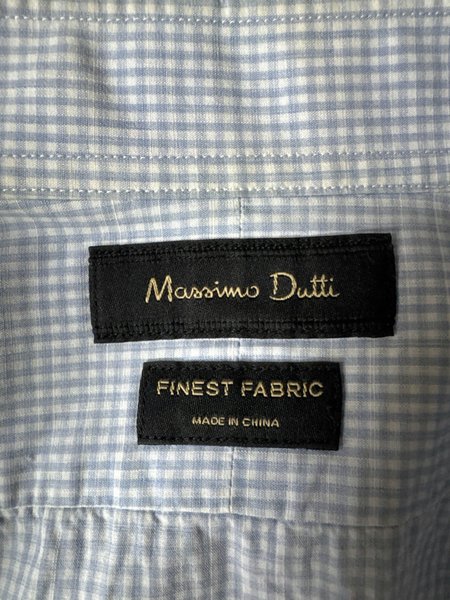 Massimo Dutti
FINEST FABRIC
MADE IN CHINA